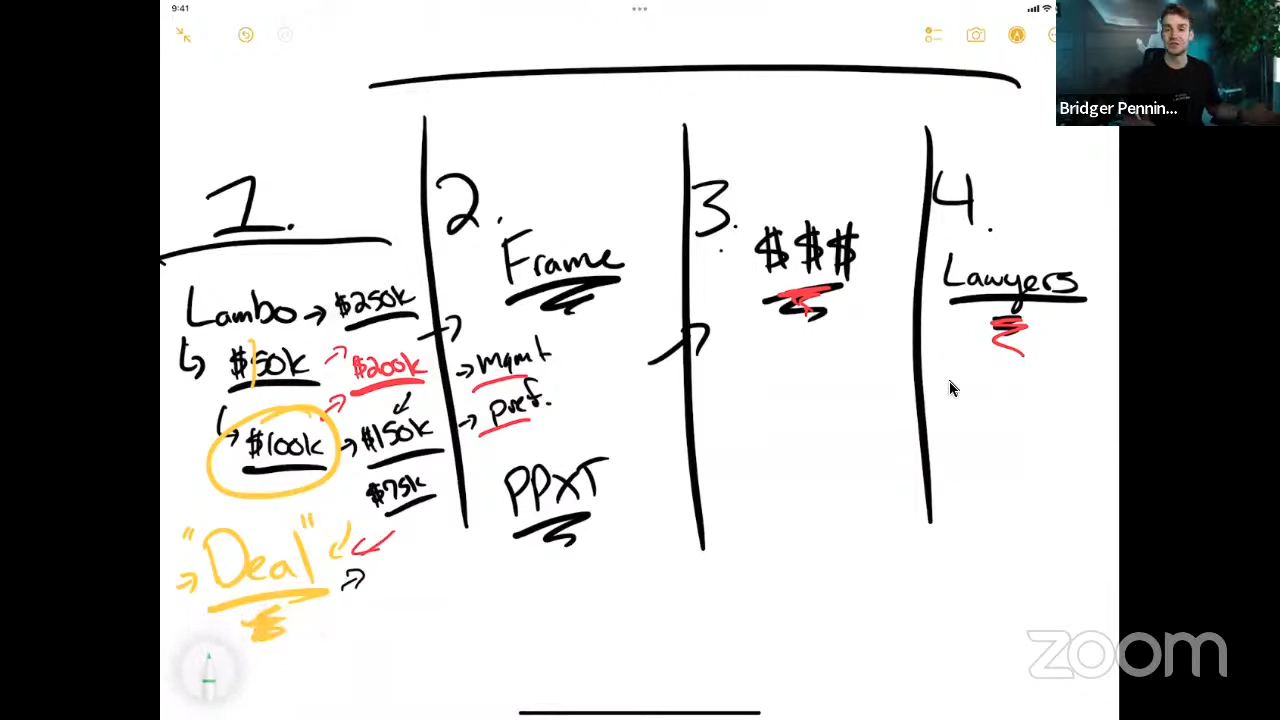 9:41
Bridger Pennin...
1.
Lambo → $250k
$50k
$200k
$100k → $150k
$75k
"Deal"
2.
Frame
→ mgmt
→ pref.
PPXT
3.
$$$
4.
Lawyers
zoom